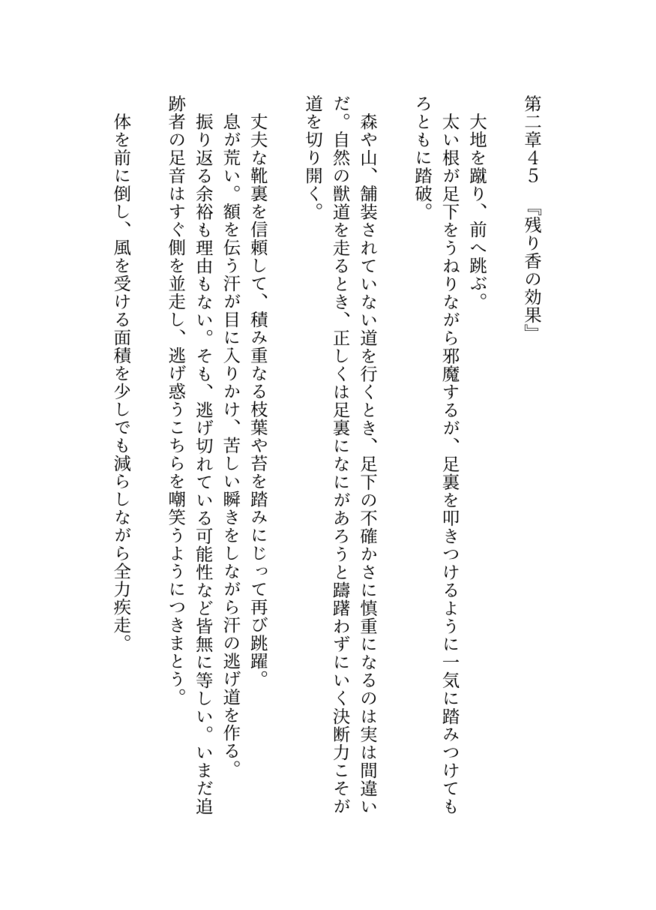 第二章４５　『残り香の効果』
　大地を蹴り、前へ跳ぶ。
　太い根が足下をうねりながら邪魔するが、足裏を叩きつけるように一気に踏みつけても
ろともに踏破。
　森や山、舗装されていない道を行くとき、足下の不確かさに慎重になるのは実は間違い
だ。自然の獣道を走るとき、正しくは足裏になにがあろうと躊躇わずにいく決断力こそが
道を切り開く。
　丈夫な靴裏を信頼して、積み重なる枝葉や苔を踏みにじって再び跳躍。
　息が荒い。額を伝う汗が目に入りかけ、苦しい瞬きをしながら汗の逃げ道を作る。
　振り返る余裕も理由もない。そも、逃げ切れている可能性など皆無に等しい。いまだ追
跡者の足音はすぐ側を並走し、逃げ惑うこちらを嘲笑うようにつきまとう。
　体を前に倒し、風を受ける面積を少しでも減らしながら全力疾走。